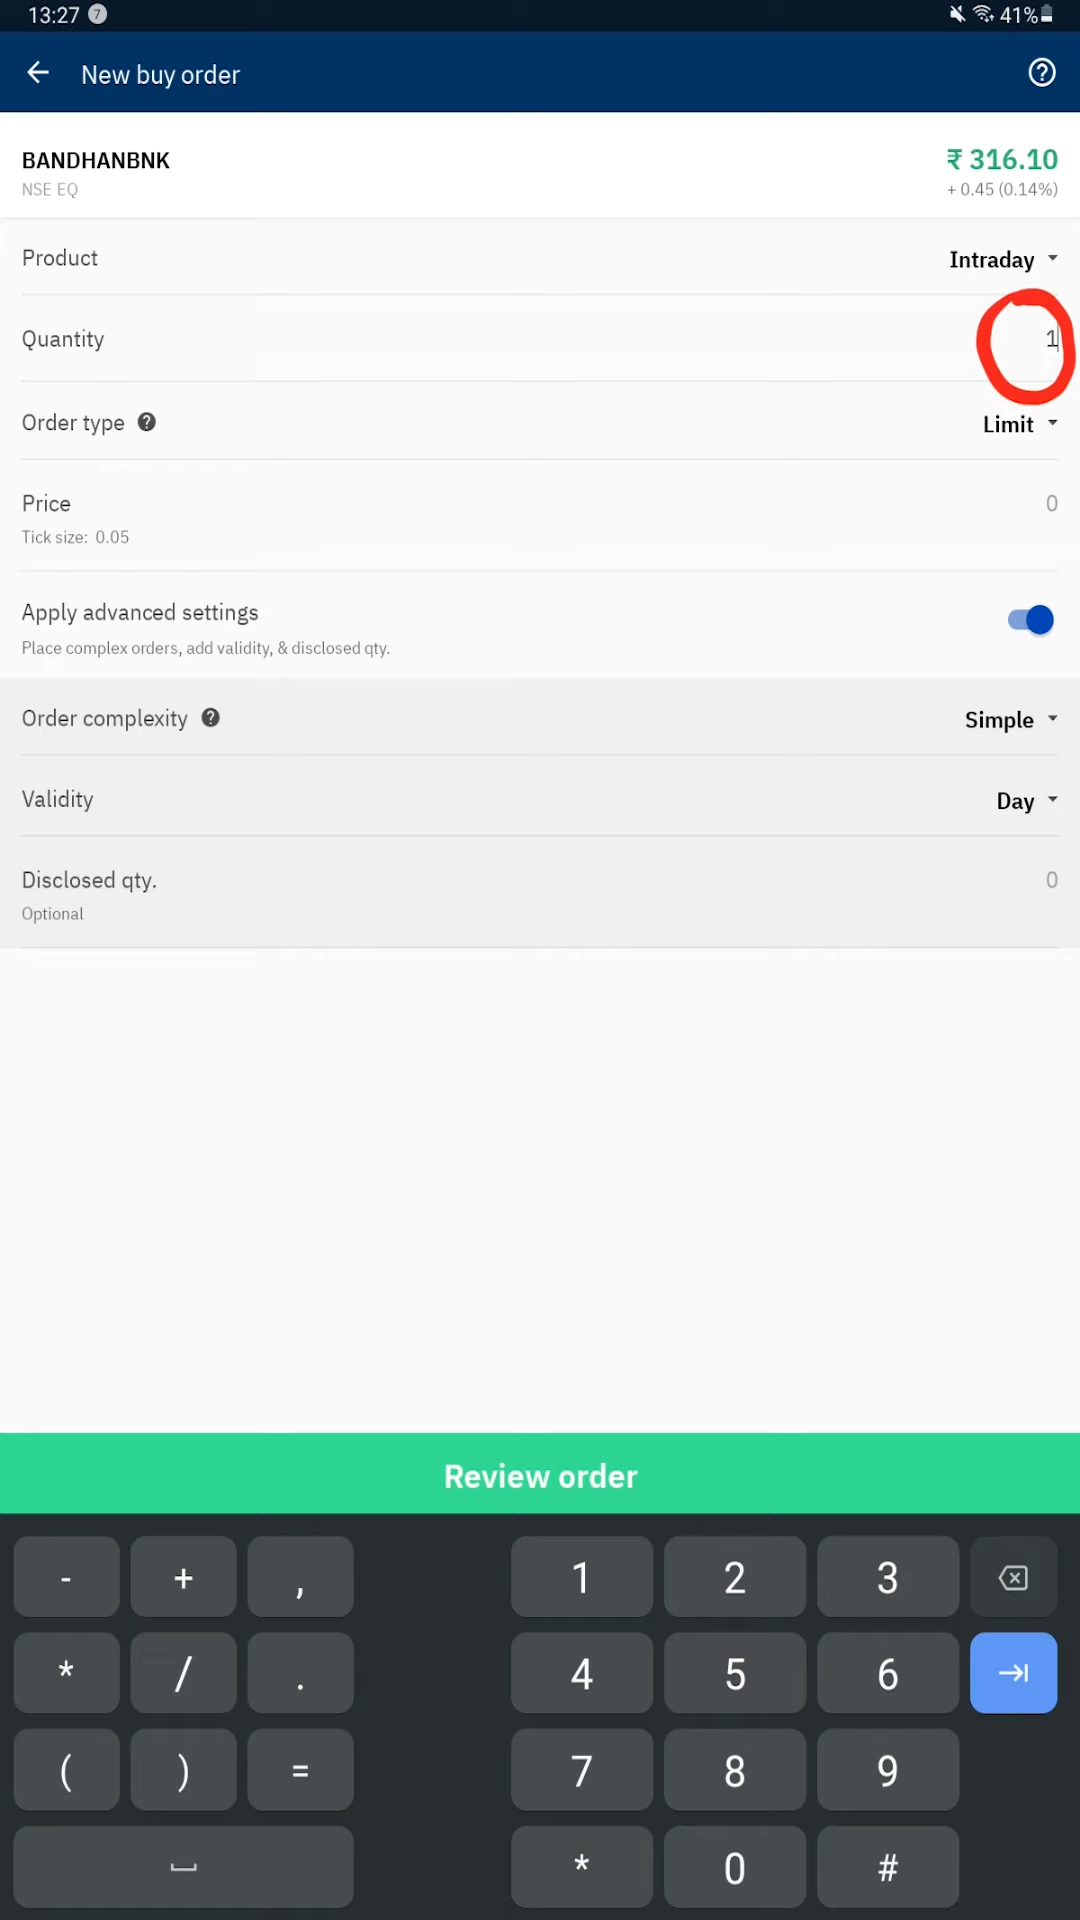 13:27 7 41%
New buy order
BANDHANBNK ₹ 316.10
NSE EQ + 0.45 (0.14%)
Product Intraday
Quantity 1
Order type ? Limit
Price 0
Tick size: 0.05
Apply advanced settings
Place complex orders, add validity, & disclosed qty.
Order complexity ? Simple
Validity Day
Disclosed qty. 0
Optional
Review order
- + , 1 2 3
* / . 4 5 6
( ) = 7 8 9
* 0 #